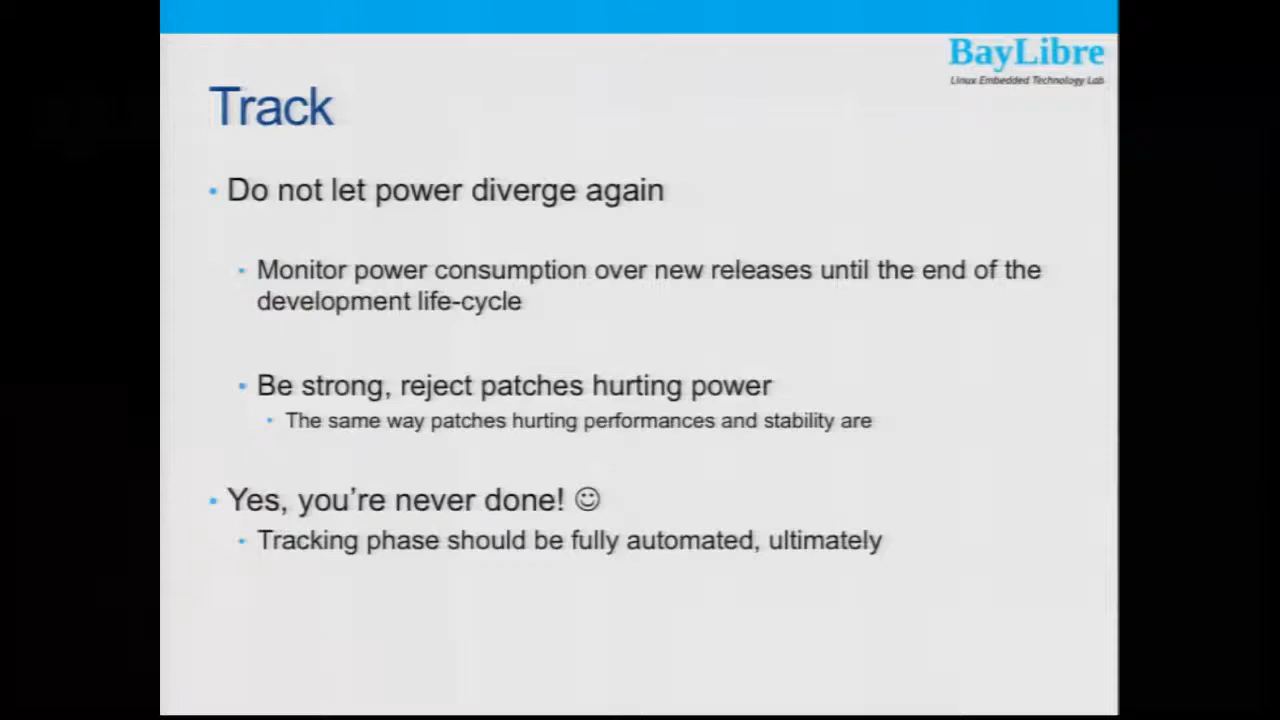 BayLibre
Linux Embedded Technology Lab
Track
• Do not let power diverge again
• Monitor power consumption over new releases until the end of the
development life-cycle
• Be strong, reject patches hurting power
• The same way patches hurting performances and stability are
• Yes, you're never done! ☺
• Tracking phase should be fully automated, ultimately